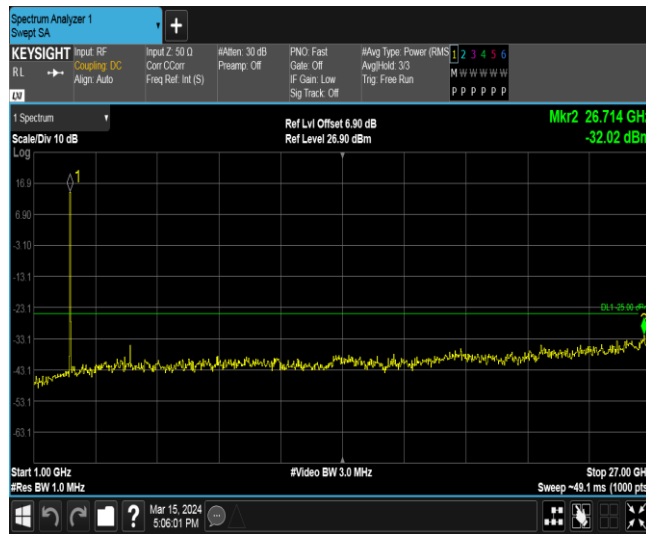 Spectrum Analyzer 1
Swept SA
KEYSIGHT
RL
LXI
Input: RF
Coupling: DC
Align: Auto
Input Z: 50 Ω
Corr CCorr
Freq Ref: Int (S)
#Atten: 30 dB
Preamp: Off
PNO: Fast
Gate: Off
IF Gain: Low
Sig Track: Off
#Avg Type: Power (RMS
Avg|Hold: 3/3
Trig: Free Run
1 2 3 4 5 6
M W W W W W
P P P P P P
1 Spectrum
Scale/Div 10 dB
Log
Ref Lvl Offset 6.90 dB
Ref Level 26.90 dBm
Mkr2 26.714 GHz
-32.02 dBm
1
16.9
6.90
-3.10
-13.1
-23.1
DL1 -25.00 dBm
-33.1
-43.1
-53.1
-63.1
Start 1.00 GHz
#Res BW 1.0 MHz
#Video BW 3.0 MHz
Stop 27.00 GHz
Sweep ~49.1 ms (1000 pts)
?
Mar 15, 2024
5:06:01 PM